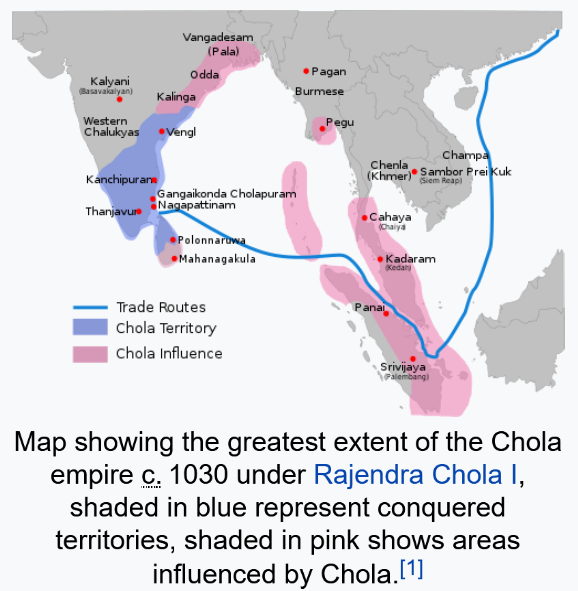 Vangadesam
(Pala)
Odda
Kalinga
Kalyani
(Basavakalyan)
Western
Chalukyas
Vengl
Pagan
Burmese
Pegu
Champa
Chenla
(Khmer)
Sambor Prei Kuk
(Siem Reap)
Kanchipuram
Gangaikonda Cholapuram
Nagapattinam
Thanjavur
Cahaya
(Chaiya)
Polonnaruwa
Mahanagakula
Kadaram
(Kedah)
Panai
Srivijaya
(Palembang)
Trade Routes
Chola Territory
Chola Influence
Map showing the greatest extent of the Chola
empire c. 1030 under Rajendra Chola I,
shaded in blue represent conquered
territories, shaded in pink shows areas
influenced by Chola.[1]